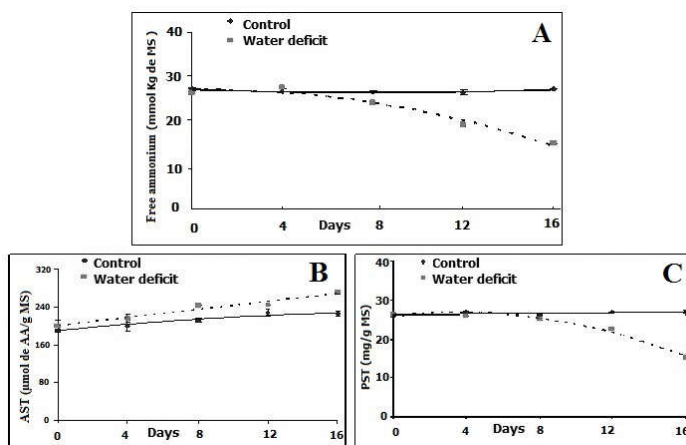 Control
Water deficit
A
Free ammonium (mmol Kg de MS)
40
30
20
10
0
0 4 8 12 16
Days
Control
Water deficit
B
AST (µmol de AA/g MS)
320
240
160
80
0
0 4 8 12 16
Days
Control
Water deficit
C
PST (mg/g MS)
40
30
20
10
0
0 4 8 12 16
Days